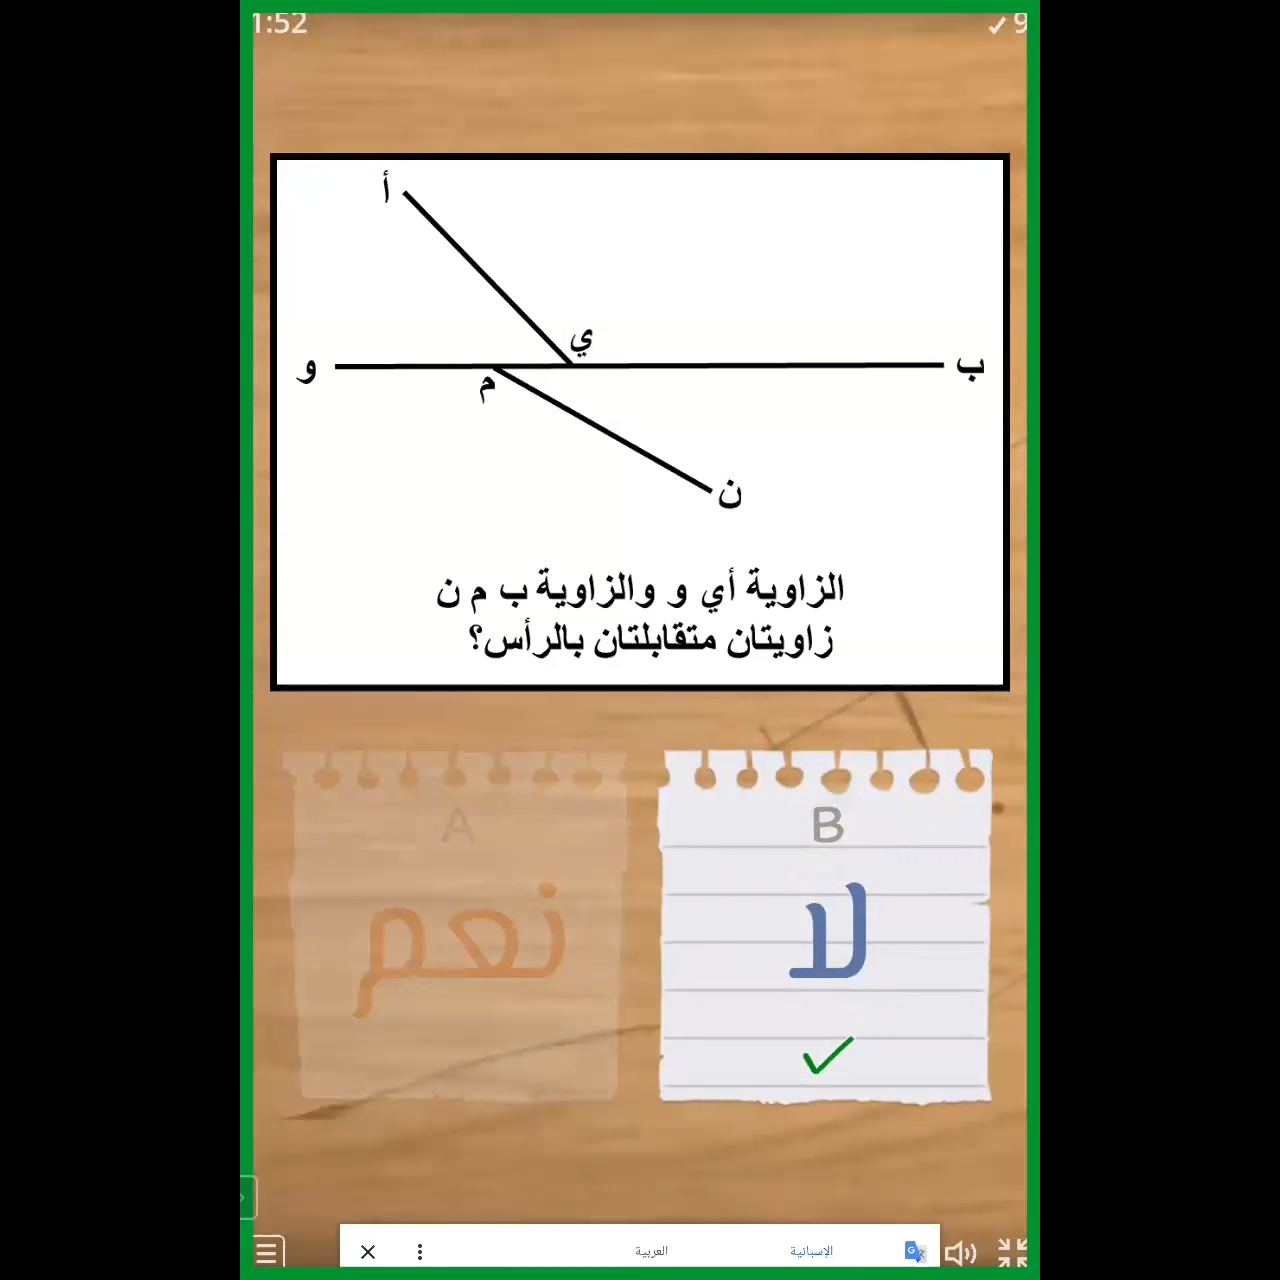 1:52
9
أ
ي
و
ب
م
ن
الزاوية أي و والزاوية ب م ن
زاويتان متقابلتان بالرأس؟
A
B
نعم
لا
العربية
الإسبانية